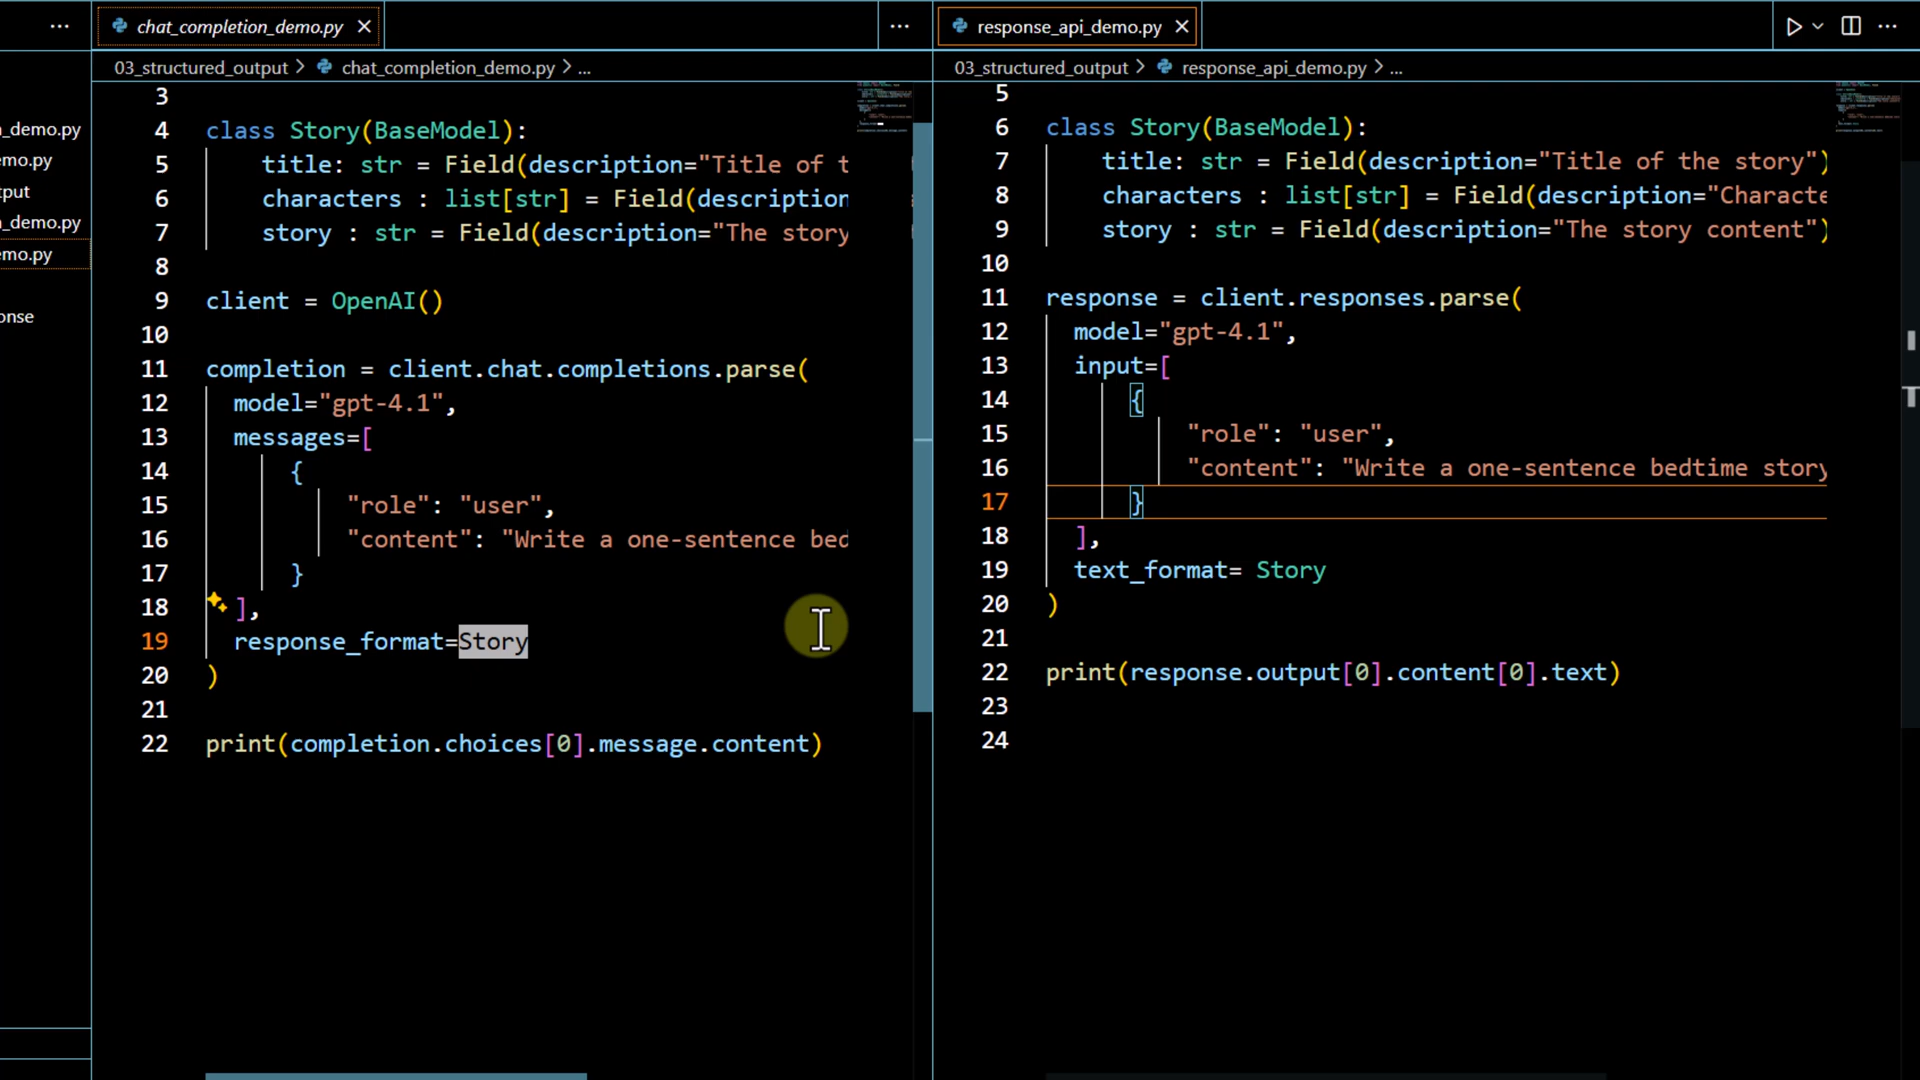 chat_completion_demo.py
response_api_demo.py
03_structured_output > chat_completion_demo.py > ...
03_structured_output > response_api_demo.py > ...
_demo.py
emo.py
tput
_demo.py
emo.py
onse
3
4 class Story(BaseModel):
5 title: str = Field(description="Title of t
6 characters : list[str] = Field(description
7 story : str = Field(description="The story
8
9 client = OpenAI()
10
11 completion = client.chat.completions.parse(
12 model="gpt-4.1",
13 messages=[
14 {
15 "role": "user",
16 "content": "Write a one-sentence bed
17 }
18 ],
19 response_format=Story
20 )
21
22 print(completion.choices[0].message.content)
5
6 class Story(BaseModel):
7 title: str = Field(description="Title of the story")
8 characters : list[str] = Field(description="Characte
9 story : str = Field(description="The story content")
10
11 response = client.responses.parse(
12 model="gpt-4.1",
13 input=[
14 {
15 "role": "user",
16 "content": "Write a one-sentence bedtime story
17 }
18 ],
19 text_format= Story
20 )
21
22 print(response.output[0].content[0].text)
23
24